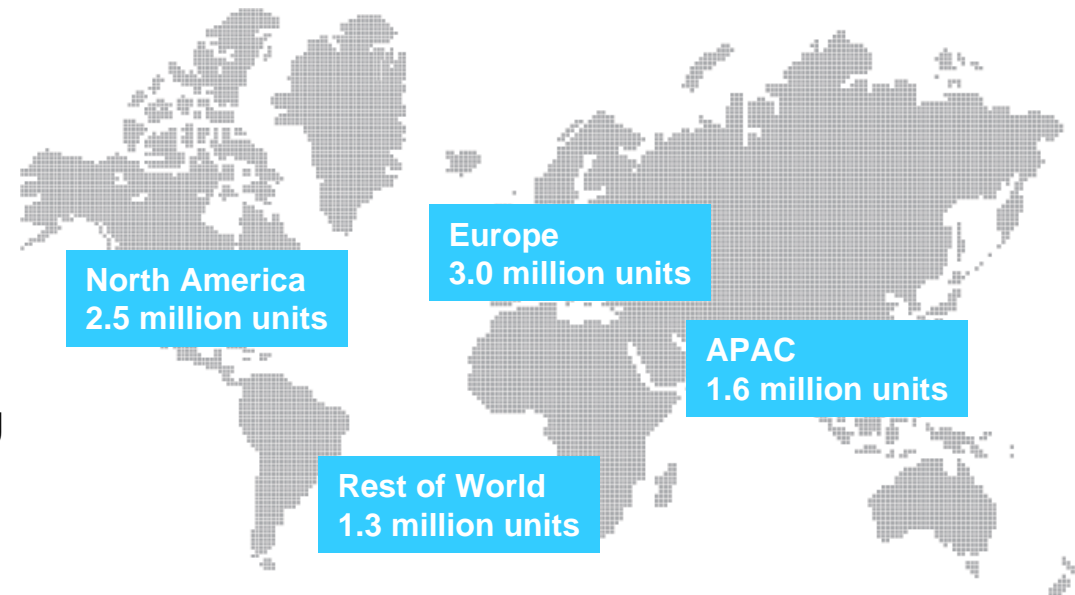 Europe
3.0 million units
North America
2.5 million units
APAC
1.6 million units
Rest of World
1.3 million units